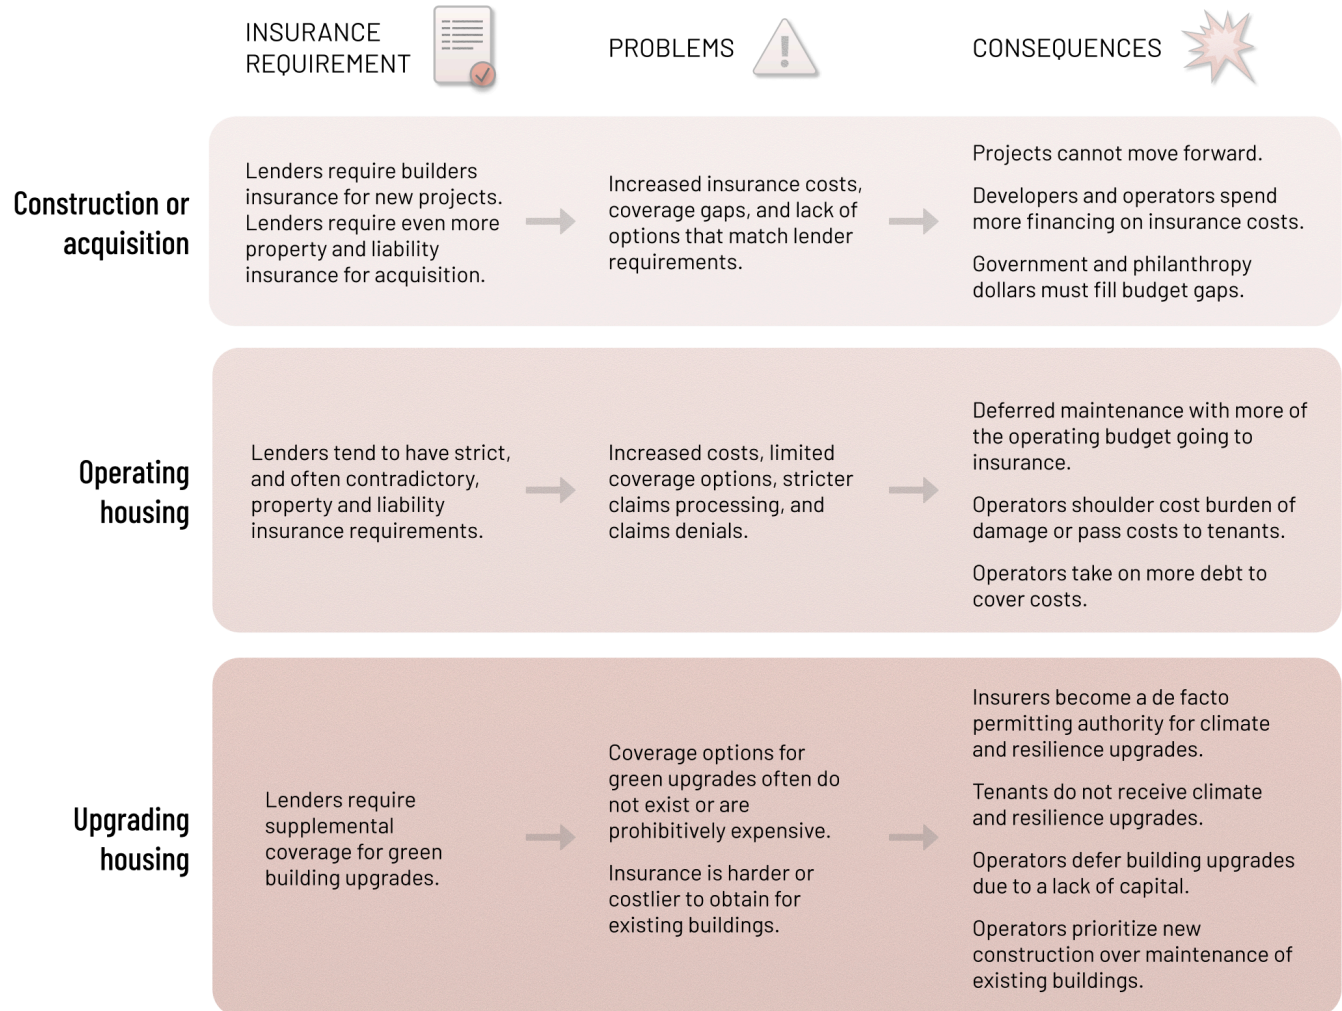 INSURANCE
REQUIREMENT
PROBLEMS
CONSEQUENCES
Construction or
acquisition
Lenders require builders
insurance for new projects.
Lenders require even more
property and liability
insurance for acquisition.
Increased insurance costs,
coverage gaps, and lack of
options that match lender
requirements.
Projects cannot move forward.
Developers and operators spend
more financing on insurance costs.
Government and philanthropy
dollars must fill budget gaps.
Operating
housing
Lenders tend to have strict,
and often contradictory,
property and liability
insurance requirements.
Increased costs, limited
coverage options, stricter
claims processing, and
claims denials.
Deferred maintenance with more of
the operating budget going to
insurance.
Operators shoulder cost burden of
damage or pass costs to tenants.
Operators take on more debt to
cover costs.
Upgrading
housing
Lenders require
supplemental
coverage for green
building upgrades.
Coverage options for
green upgrades often do
not exist or are
prohibitively expensive.
Insurance is harder or
costlier to obtain for
existing buildings.
Insurers become a de facto
permitting authority for climate
and resilience upgrades.
Tenants do not receive climate
and resilience upgrades.
Operators defer building upgrades
due to a lack of capital.
Operators prioritize new
construction over maintenance of
existing buildings.